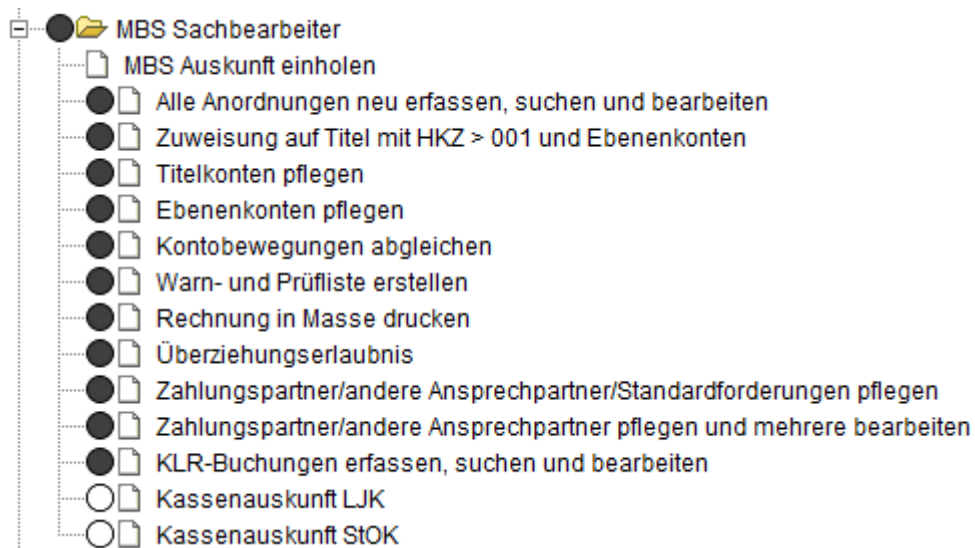 MBS Sachbearbeiter
MBS Auskunft einholen
Alle Anordnungen neu erfassen, suchen und bearbeiten
Zuweisung auf Titel mit HKZ > 001 und Ebenenkonten
Titelkonten pflegen
Ebenenkonten pflegen
Kontobewegungen abgleichen
Warn- und Prüfliste erstellen
Rechnung in Masse drucken
Überziehungserlaubnis
Zahlungspartner/andere Ansprechpartner/Standardforderungen pflegen
Zahlungspartner/andere Ansprechpartner pflegen und mehrere bearbeiten
KLR-Buchungen erfassen, suchen und bearbeiten
Kassenauskunft LJK
Kassenauskunft StOK